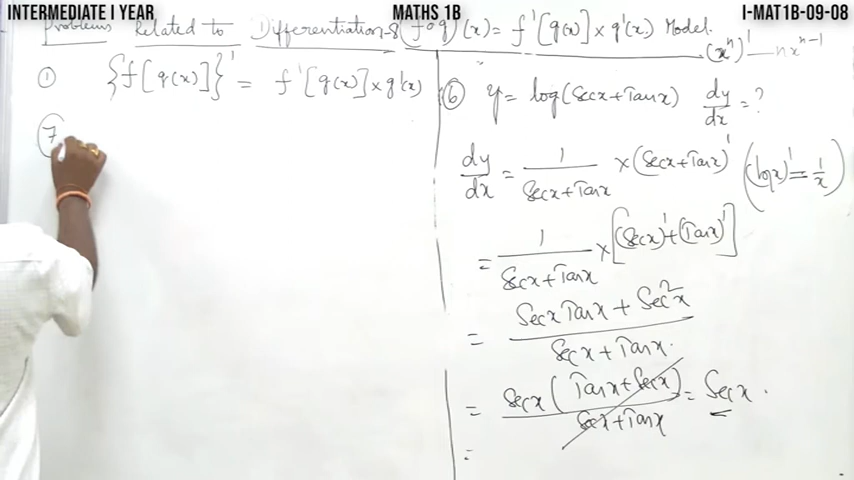 INTERMEDIATE I YEAR
MATHS 1B
I-MAT1B-09-08
Problems Related to Differentiation-8 (fog)'(x) = f'[g(x)] × g'(x) Model.
(xⁿ)' — nxⁿ⁻¹
① {f[g(x)]}' = f'[g(x)] × g'(x)
⑦
⑥ y = log(Secx+Tanx) dy/dx = ?
dy/dx = 1/(Secx+Tanx) × (Secx+Tanx)' ((logx)' = 1/x)
= 1/(Secx+Tanx) × [(Secx)' + (Tanx)']
= (Secx Tanx + Sec²x)/(Secx + Tanx).
= Secx(Tanx+Secx)/(Secx+Tanx) = Secx.
=